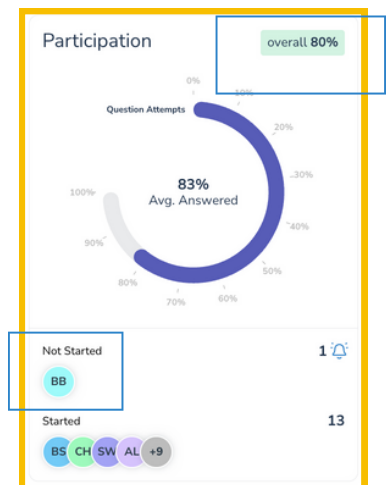 Participation
overall 80%
0%
10%
Question Attempts
20%
30%
83%
Avg. Answered
100%
40%
90%
50%
80%
60%
70%
Not Started
1
BB
Started
13
BS CH SW AL +9